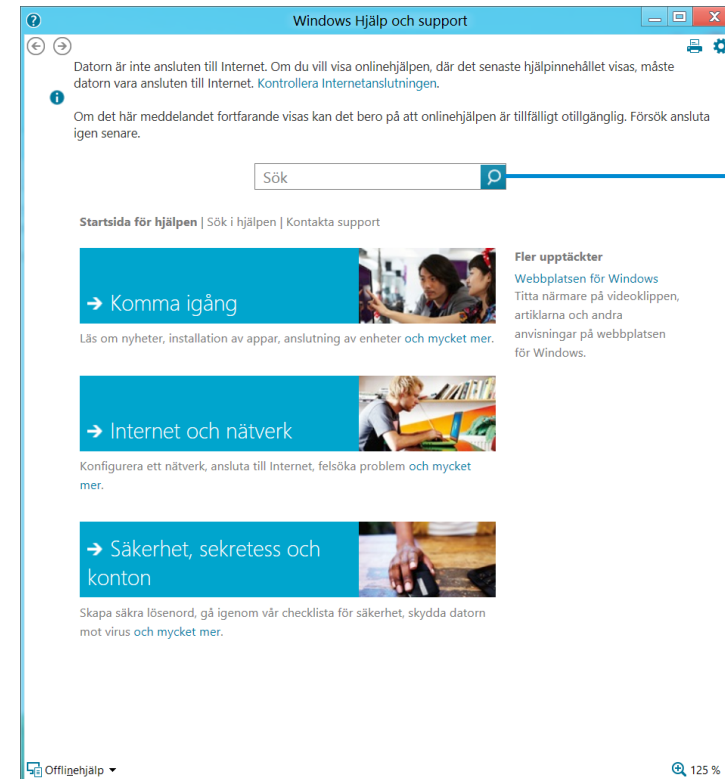 Windows Hjälp och support
Datorn är inte ansluten till Internet. Om du vill visa onlinehjälpen, där det senaste hjälpinnehållet visas, måste
datorn vara ansluten till Internet. Kontrollera Internetanslutningen.
Om det här meddelandet fortfarande visas kan det bero på att onlinehjälpen är tillfälligt otillgänglig. Försök ansluta
igen senare.
Sök
Startsida för hjälpen | Sök i hjälpen | Kontakta support
→ Komma igång
Läs om nyheter, installation av appar, anslutning av enheter och mycket mer.
→ Internet och nätverk
Konfigurera ett nätverk, ansluta till Internet, felsöka problem och mycket
mer.
→ Säkerhet, sekretess och
konton
Skapa säkra lösenord, gå igenom vår checklista för säkerhet, skydda datorn
mot virus och mycket mer.
Fler upptäckter
Webbplatsen för Windows
Titta närmare på videoklippen,
artiklarna och andra
anvisningar på webbplatsen
för Windows.
Offlinehjälp
125 %